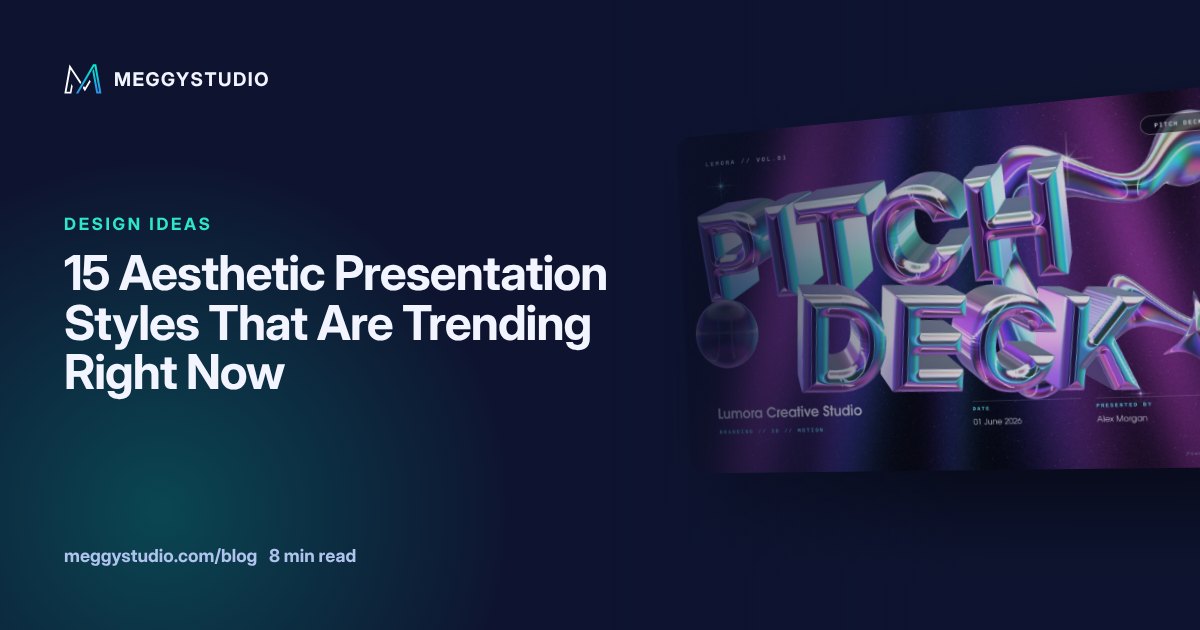 MEGGYSTUDIO
DESIGN IDEAS
15 Aesthetic Presentation
Styles That Are Trending
Right Now
meggystudio.com/blog 8 min read
PITCH DECK
LUMORA // VOL.01
PITCH
DECK
Lumora Creative Studio
BRANDING // 3D // MOTION
DATE
01 June 2026
PRESENTED BY
Alex Morgan